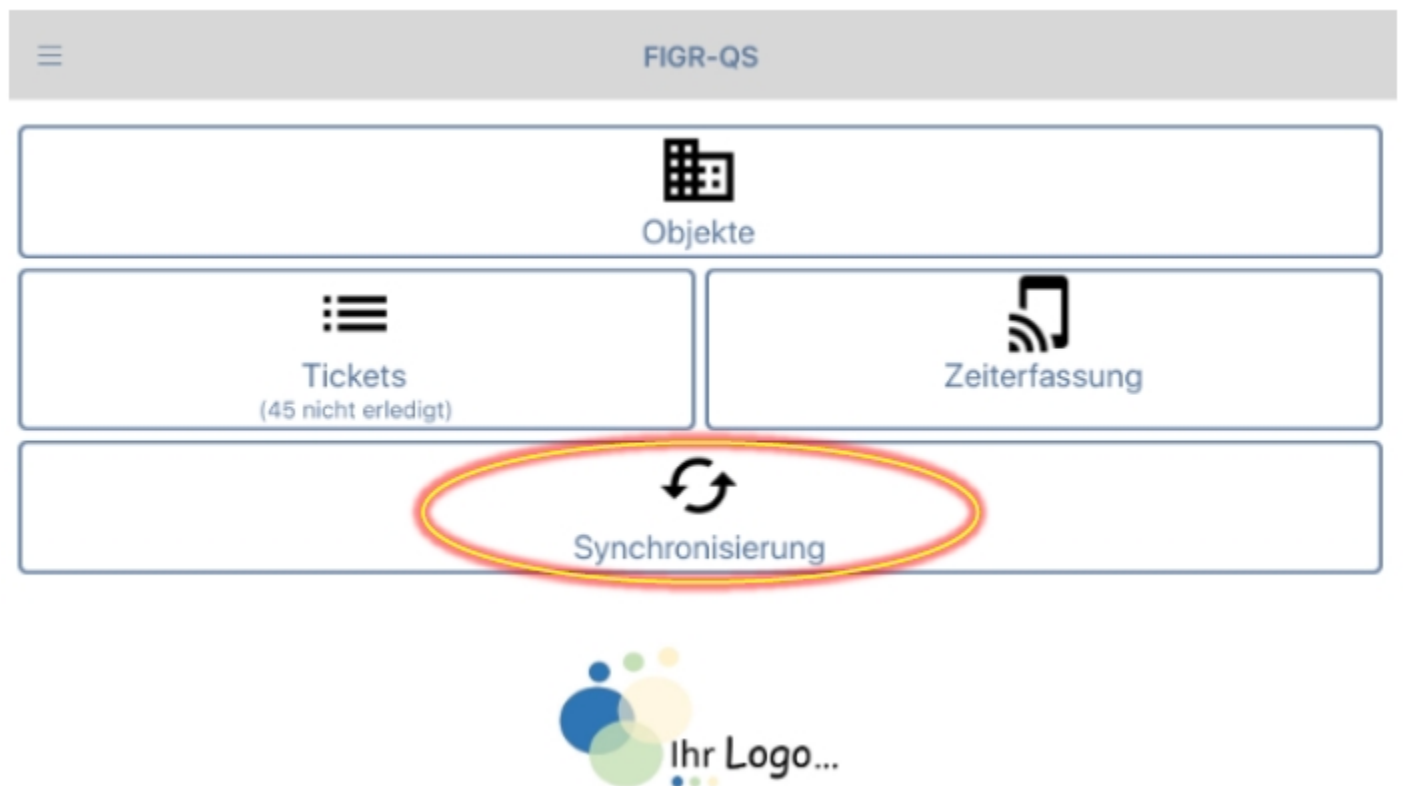 FIGR-QS
Objekte
Tickets
(45 nicht erledigt)
Zeiterfassung
Synchronisierung
Ihr Logo...